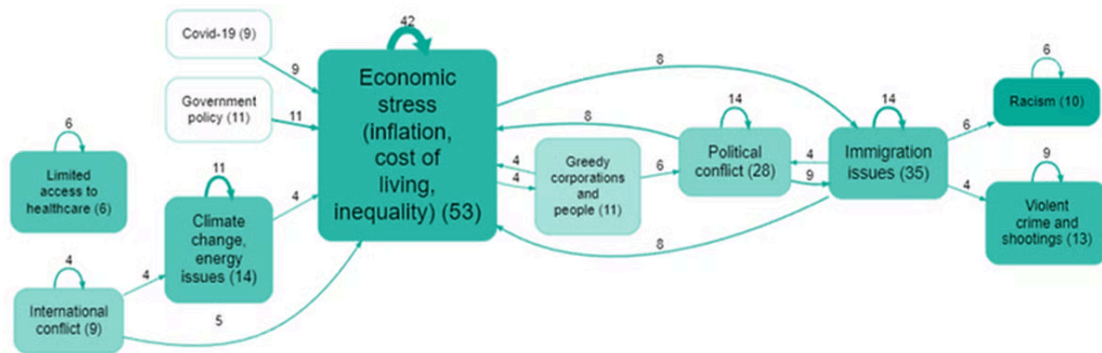 42
Covid-19 (9)
9
Government
policy (11)
11
Economic
stress
(inflation,
cost of
living,
inequality) (53)
6
Limited
access to
healthcare (6)
11
Climate
change,
energy
issues (14)
4
4
International
conflict (9)
4
5
8
8
4
4
Greedy
corporations
and
people (11)
6
14
Political
conflict (28)
4
9
14
Immigration
issues (35)
8
6
Racism (10)
6
4
9
Violent
crime and
shootings (13)